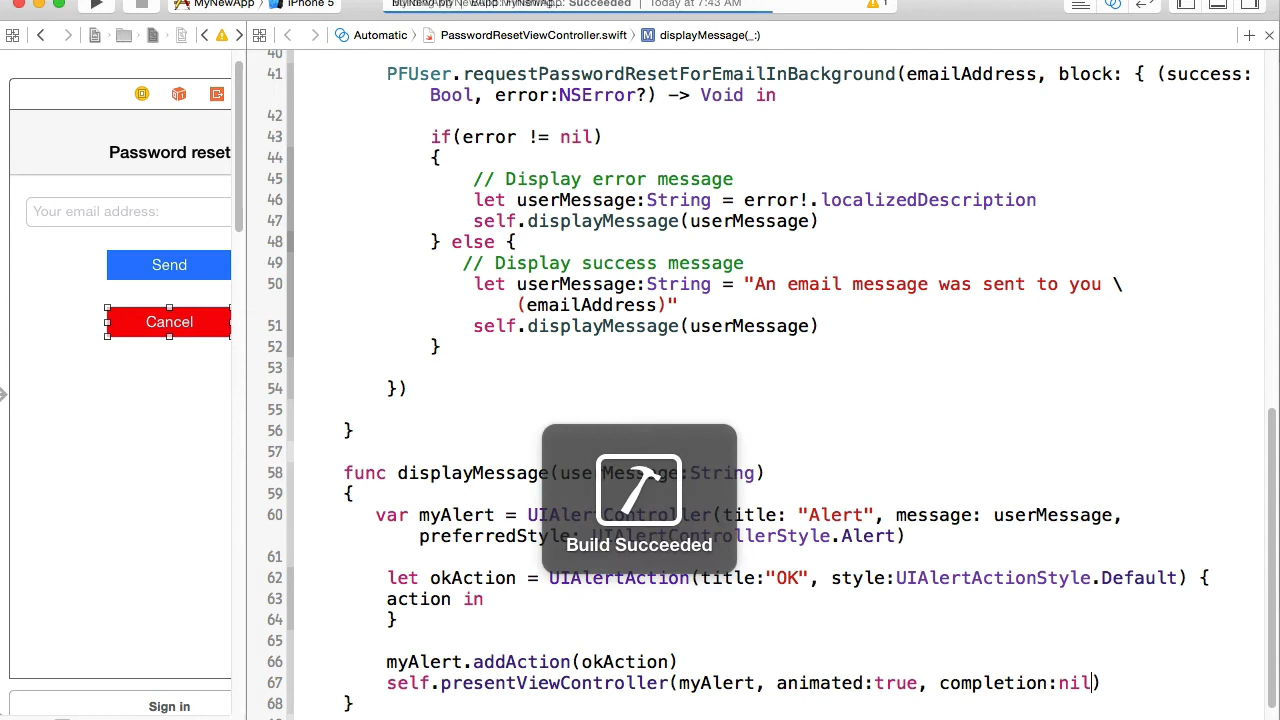 MyNewApp iPhone 5 Succeeded Today at 7:43 AM 1
Automatic PasswordResetViewController.swift M displayMessage(_:)
Password reset
Your email address:
Send
Cancel
Sign in
40
41 PFUser.requestPasswordResetForEmailInBackground(emailAddress, block: { (success:
Bool, error:NSError?) -> Void in
42
43 if(error != nil)
44 {
45 // Display error message
46 let userMessage:String = error!.localizedDescription
47 self.displayMessage(userMessage)
48 } else {
49 // Display success message
50 let userMessage:String = "An email message was sent to you \
(emailAddress)"
51 self.displayMessage(userMessage)
52 }
53
54 })
55
56 }
57
58 func displayMessage(userMessage:String)
59 {
60 var myAlert = UIAlertController(title: "Alert", message: userMessage,
preferredStyle: UIAlertControllerStyle.Alert)
61
62 let okAction = UIAlertAction(title:"OK", style:UIAlertActionStyle.Default) {
63 action in
64 }
65
66 myAlert.addAction(okAction)
67 self.presentViewController(myAlert, animated:true, completion:nil)
68 }
Build Succeeded